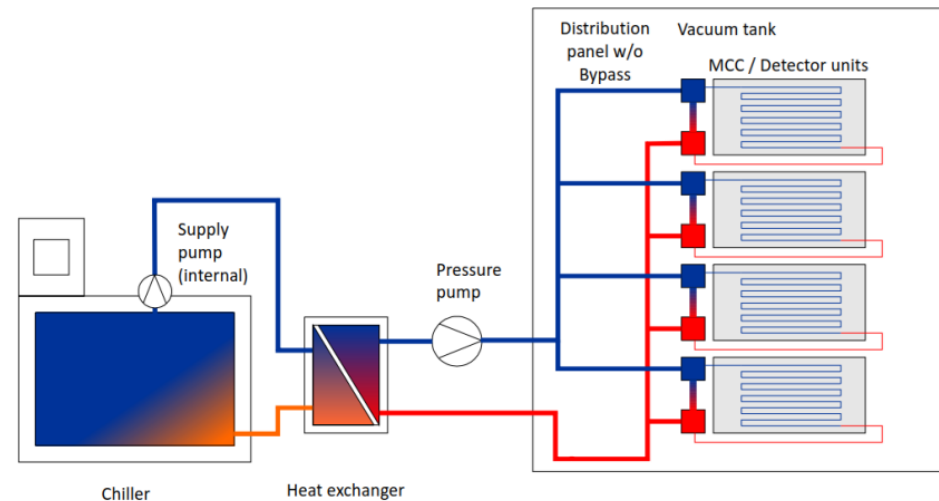 Distribution
panel w/o
Bypass
Vacuum tank
MCC / Detector units
Supply
pump
(internal)
Pressure
pump
Chiller
Heat exchanger